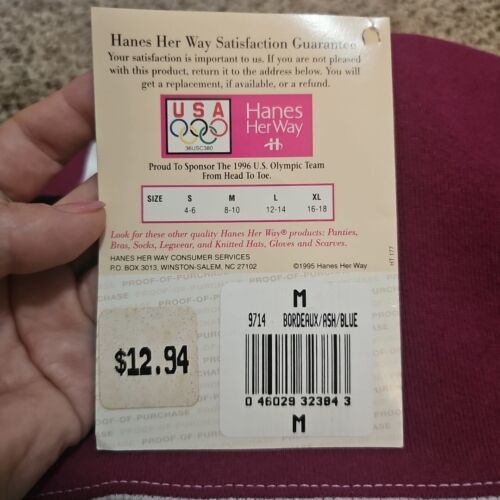 Hanes Her Way Satisfaction Guarantee
Your satisfaction is important to us. If you are not pleased
with this product, return it to the address below. You will
get a replacement, if available, or a refund.
USA
36USC380
Hanes
Her Way
Proud To Sponsor The 1996 U.S. Olympic Team
From Head To Toe.
SIZE S M L XL
4-6 8-10 12-14 16-18
Look for these other quality Hanes Her Way® products: Panties,
Bras, Socks, Legwear, and Knitted Hats, Gloves and Scarves.
HANES HER WAY CONSUMER SERVICES
P.O. BOX 3013, WINSTON-SALEM, NC 27102
©1995 Hanes Her Way
HT 177
PROOF-OF-PURCHASE
M
9714 BORDEAUX/ASH/BLUE
$12.94
0 46029 32384 3
M
PROOF-OF-PURCHASE